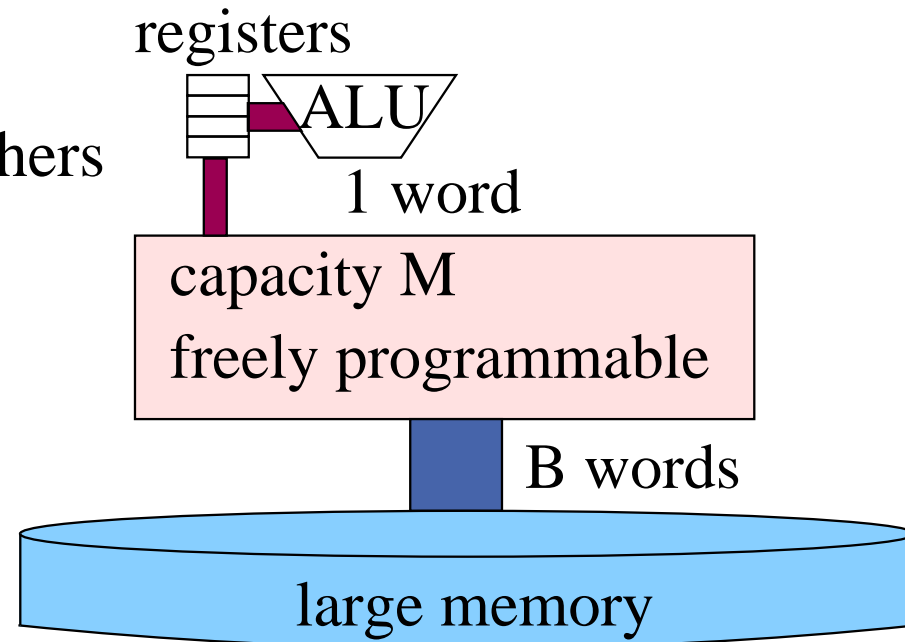 registers
ALU
hers
1 word
capacity M
freely programmable
B words
large memory